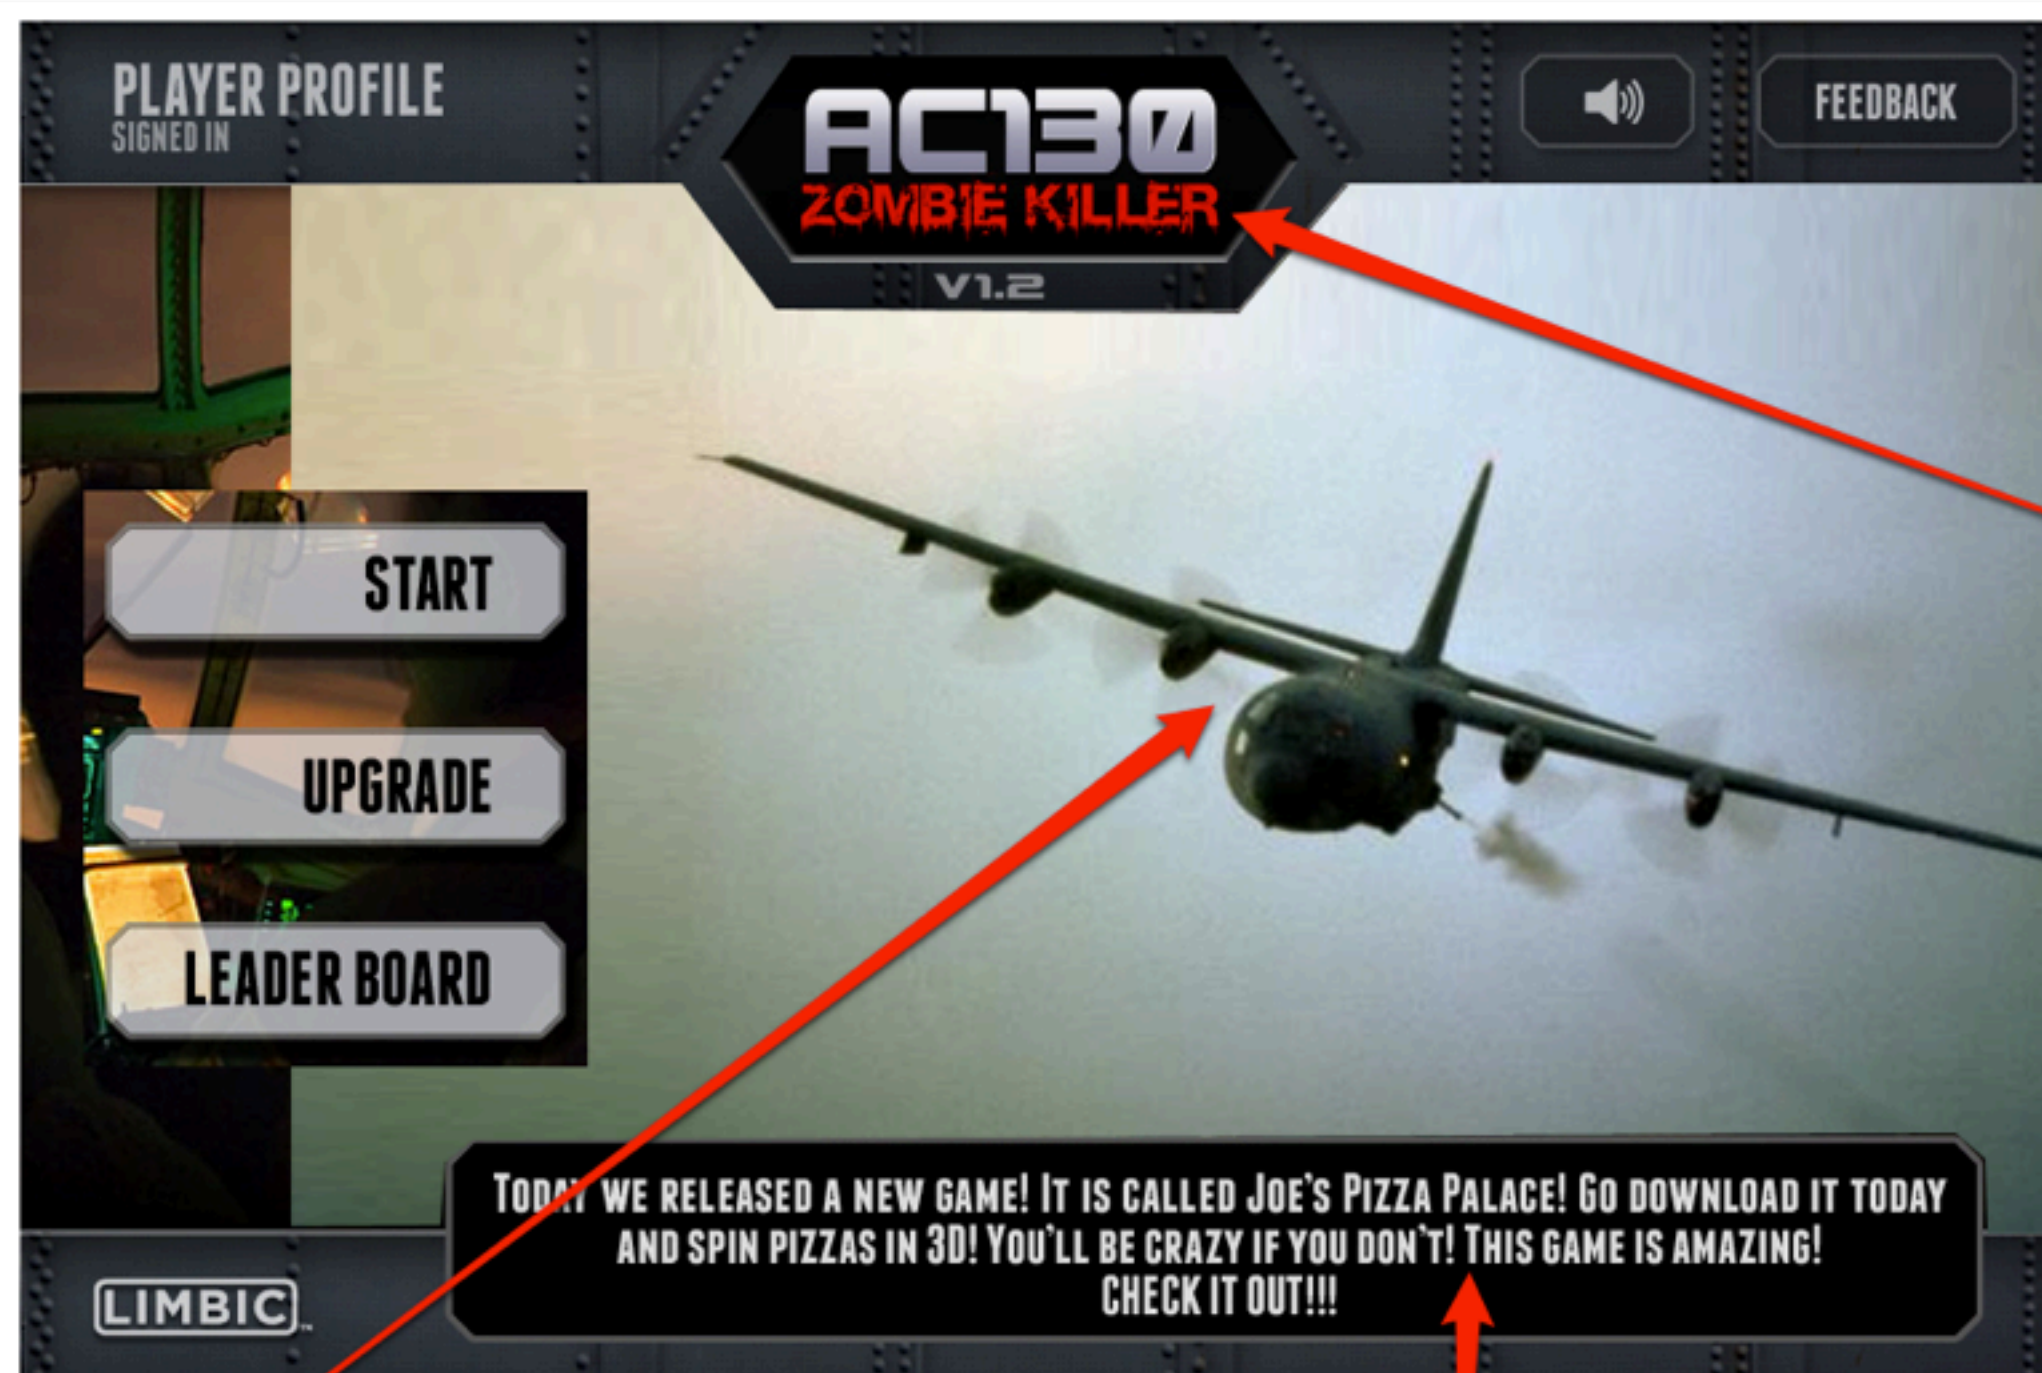 PLAYER PROFILE
SIGNED IN
AC130
ZOMBIE KILLER
V1.2
FEEDBACK
START
UPGRADE
LEADER BOARD
TODAY WE RELEASED A NEW GAME! IT IS CALLED JOE'S PIZZA PALACE! GO DOWNLOAD IT TODAY
AND SPIN PIZZAS IN 3D! YOU'LL BE CRAZY IF YOU DON'T! THIS GAME IS AMAZING!
CHECK IT OUT!!!
LIMBIC™